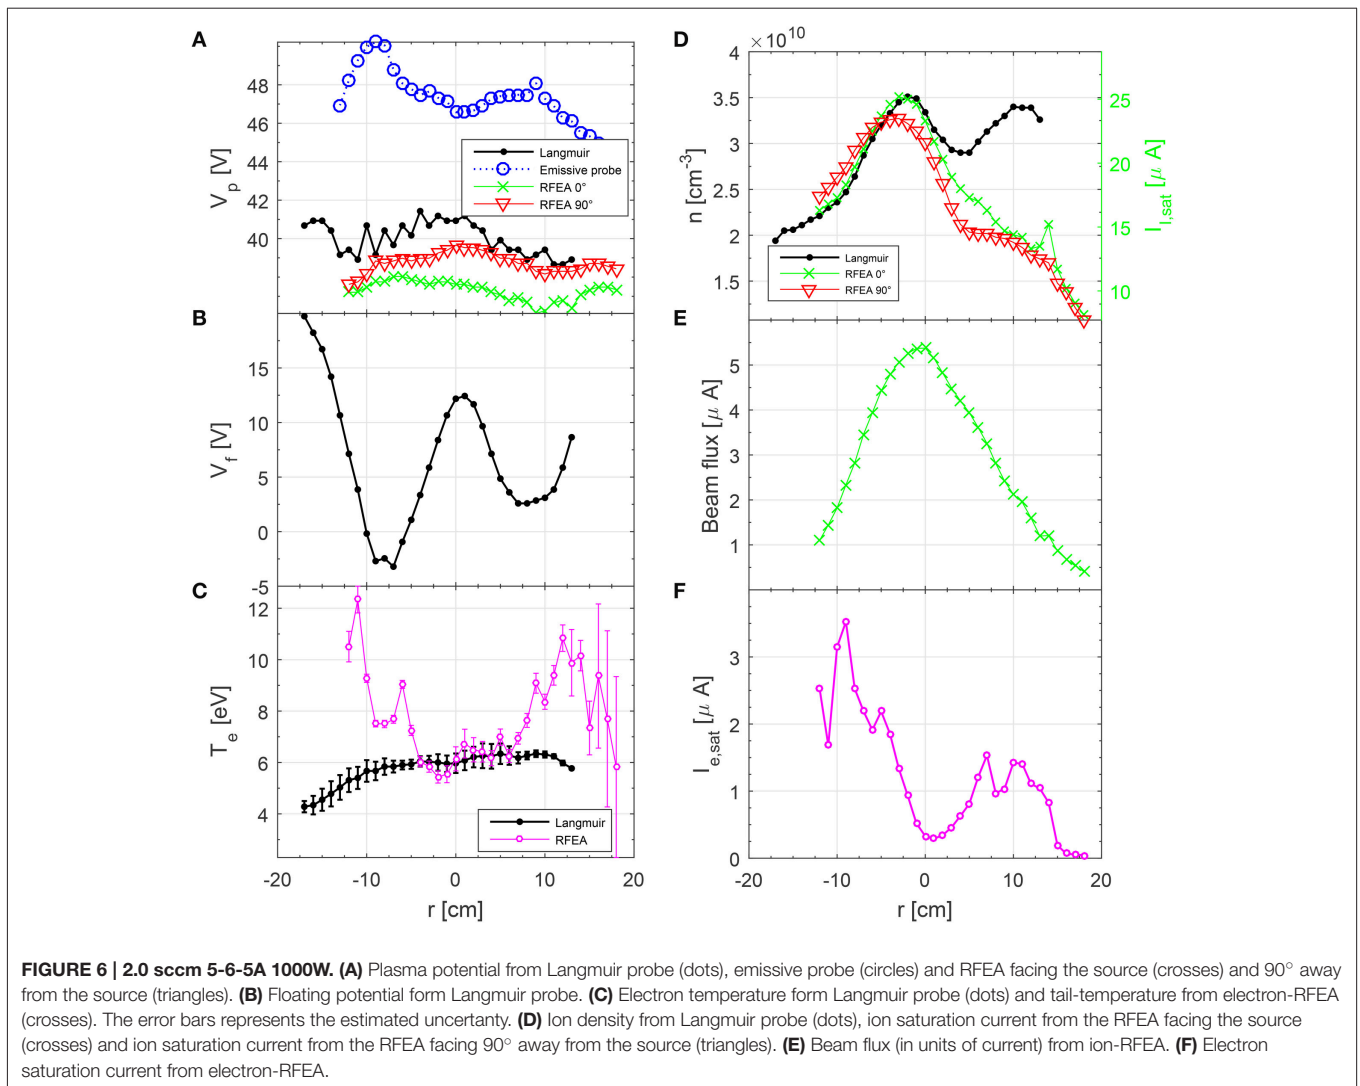 A
48
46
44
42
40
V_p [V]
Langmuir
Emissive probe
RFEA 0°
RFEA 90°
B
15
10
5
0
-5
V_f [V]
C
12
10
8
6
4
T_e [eV]
Langmuir
RFEA
-20
-10
0
10
20
r [cm]
D
4 × 10^10
3.5
3
2.5
2
1.5
n [cm^-3]
25
20
15
10
I_I,sat [μ A]
Langmuir
RFEA 0°
RFEA 90°
E
5
4
3
2
1
Beam flux [μ A]
F
3
2
1
0
I_e,sat [μ A]
-20
-10
0
10
20
r [cm]
FIGURE 6 | 2.0 sccm 5-6-5A 1000W. (A) Plasma potential from Langmuir probe (dots), emissive probe (circles) and RFEA facing the source (crosses) and 90° away
from the source (triangles). (B) Floating potential form Langmuir probe. (C) Electron temperature form Langmuir probe (dots) and tail-temperature from electron-RFEA
(crosses). The error bars represents the estimated uncertanty. (D) Ion density from Langmuir probe (dots), ion saturation current from the RFEA facing the source
(crosses) and ion saturation current from the RFEA facing 90° away from the source (triangles). (E) Beam flux (in units of current) from ion-RFEA. (F) Electron
saturation current from electron-RFEA.